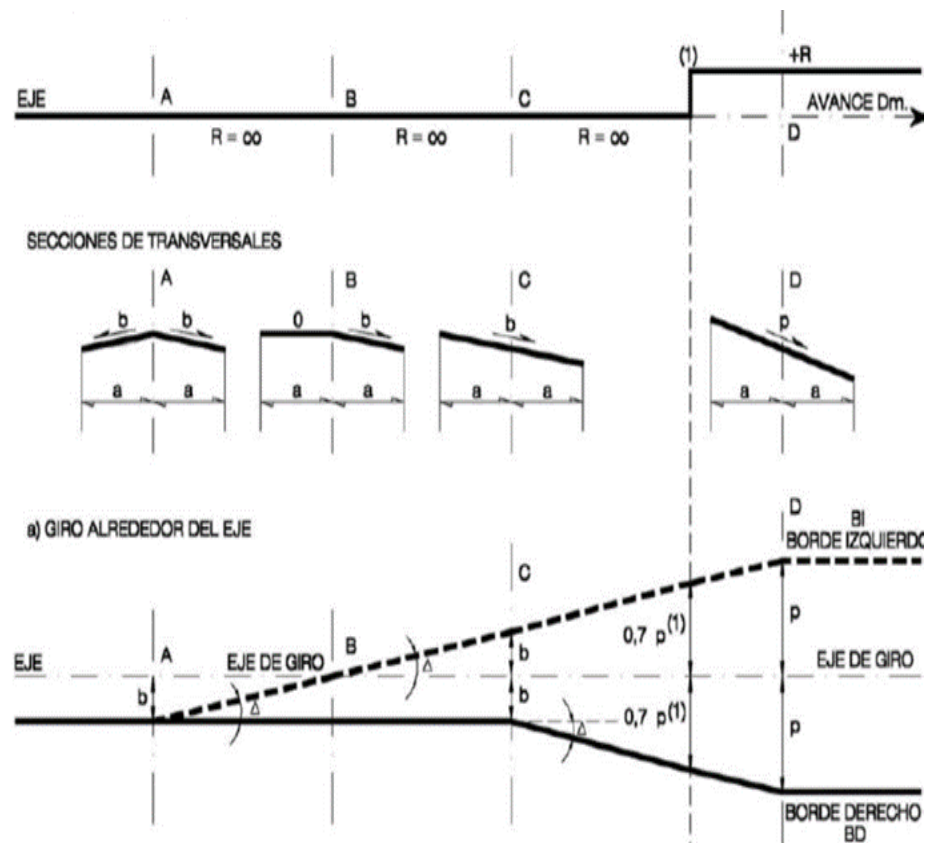 (1) +R
EJE A B C AVANCE Dm.
R = ∞ R = ∞ R = ∞ D
SECCIONES DE TRANSVERSALES
A B C D
b b 0 b b p
a a a a a a a a
a) GIRO ALREDEDOR DEL EJE
D BI
BORDE IZQUIERDO
C
A B 0,7 p(1) p
EJE EJE DE GIRO Δ b EJE DE GIRO
b Δ b 0,7 p(1) Δ p
BORDE DERECHO
BD